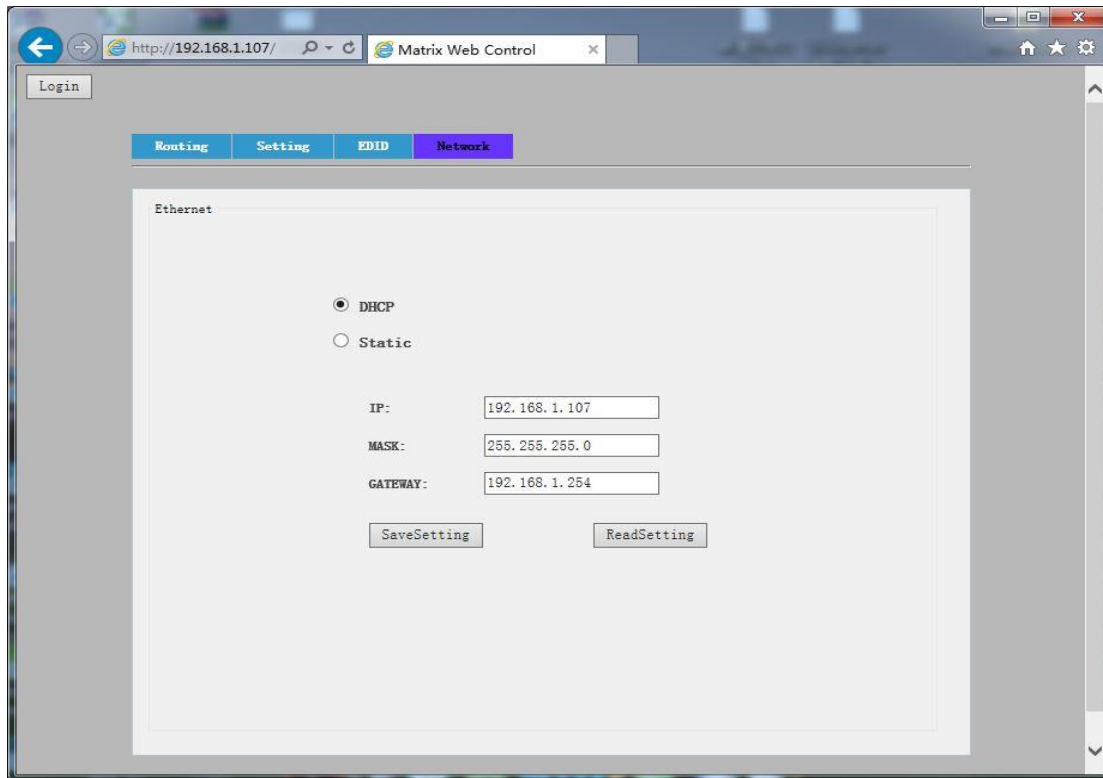 http://192.168.1.107/
Matrix Web Control
Login
Routing Setting EDID Network
Ethernet
DHCP
Static
IP: 192.168.1.107
MASK: 255.255.255.0
GATEWAY: 192.168.1.254
SaveSetting ReadSetting